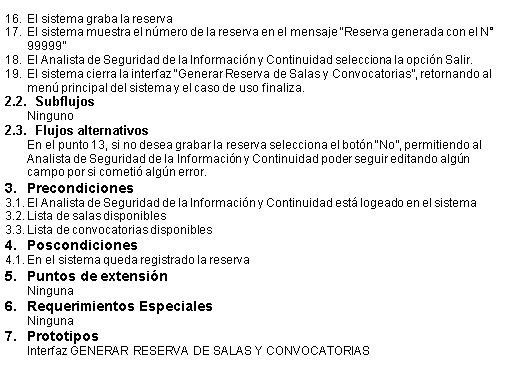 16. El sistema graba la reserva
17. El sistema muestra el número de la reserva en el mensaje "Reserva generada con el N°
99999"
18. El Analista de Seguridad de la Información y Continuidad selecciona la opción Salir.
19. El sistema cierra la interfaz "Generar Reserva de Salas y Convocatorias", retornando al
menú principal del sistema y el caso de uso finaliza.
2.2. Subflujos
Ninguno
2.3. Flujos alternativos
En el punto 13, si no desea grabar la reserva selecciona el botón "No", permitiendo al
Analista de Seguridad de la Información y Continuidad poder seguir editando algún
campo por si cometió algún error.
3. Precondiciones
3.1. El Analista de Seguridad de la Información y Continuidad está logeado en el sistema
3.2. Lista de salas disponibles
3.3. Lista de convocatorias disponibles
4. Poscondiciones
4.1. En el sistema queda registrado la reserva
5. Puntos de extensión
Ninguna
6. Requerimientos Especiales
Ninguna
7. Prototipos
Interfaz GENERAR RESERVA DE SALAS Y CONVOCATORIAS